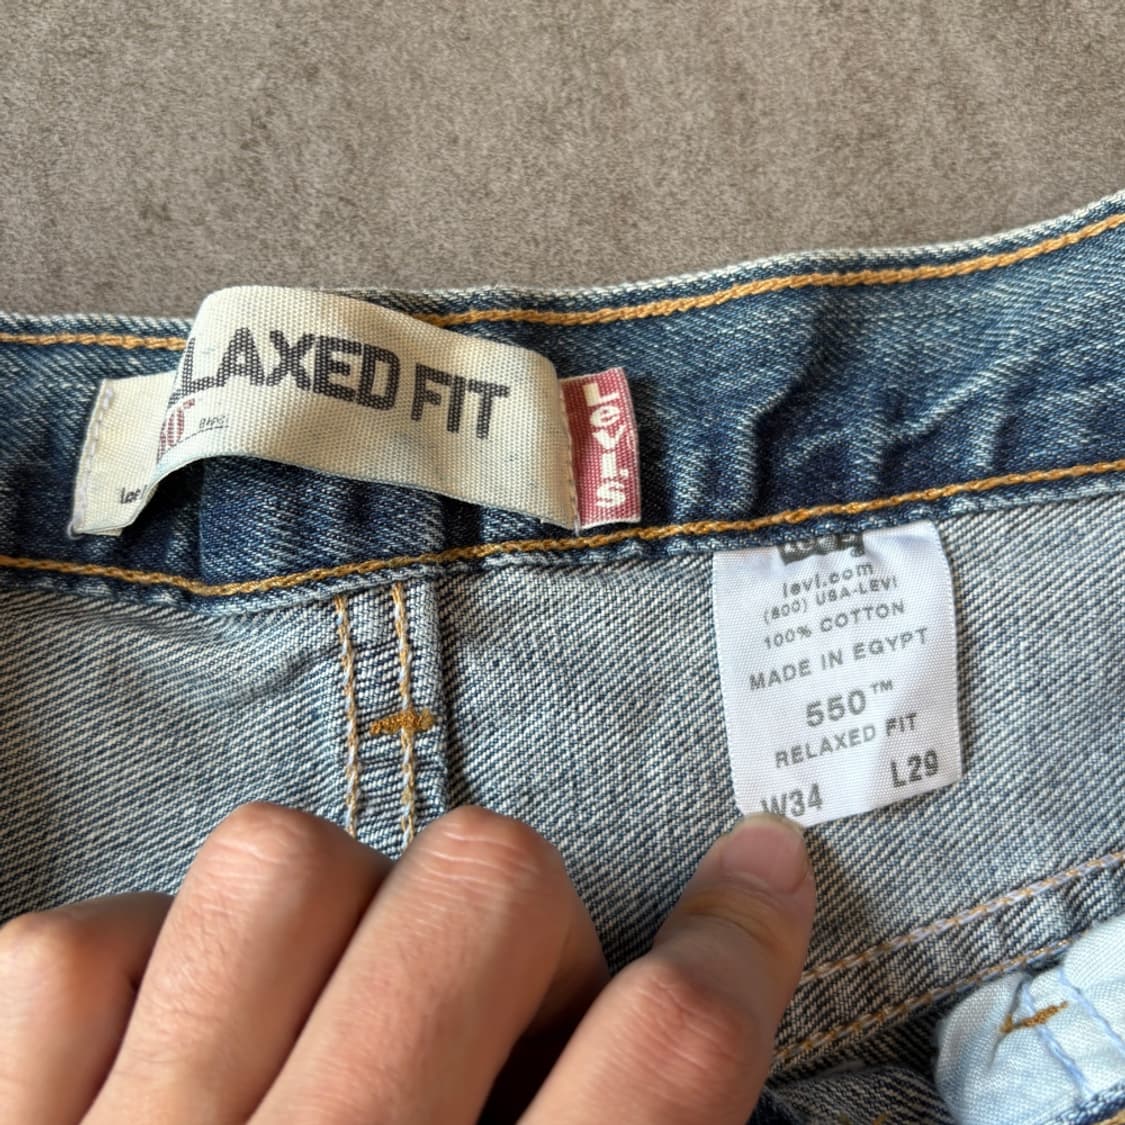 LAXED FIT
LEVI'S
levi.com
(800) USA-LEVI
100% COTTON
MADE IN EGYPT
550™
RELAXED FIT
W34 L29